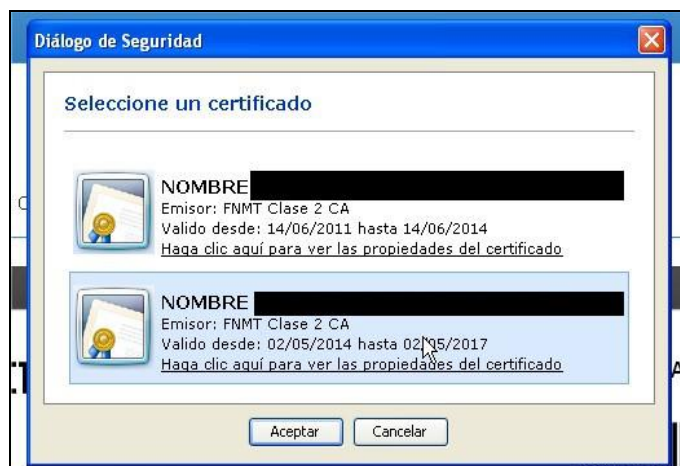 Diálogo de Seguridad
Seleccione un certificado
NOMBRE
Emisor: FNMT Clase 2 CA
Valido desde: 14/06/2011 hasta 14/06/2014
Haga clic aquí para ver las propiedades del certificado
NOMBRE
Emisor: FNMT Clase 2 CA
Valido desde: 02/05/2014 hasta 02/05/2017
Haga clic aquí para ver las propiedades del certificado
Aceptar Cancelar